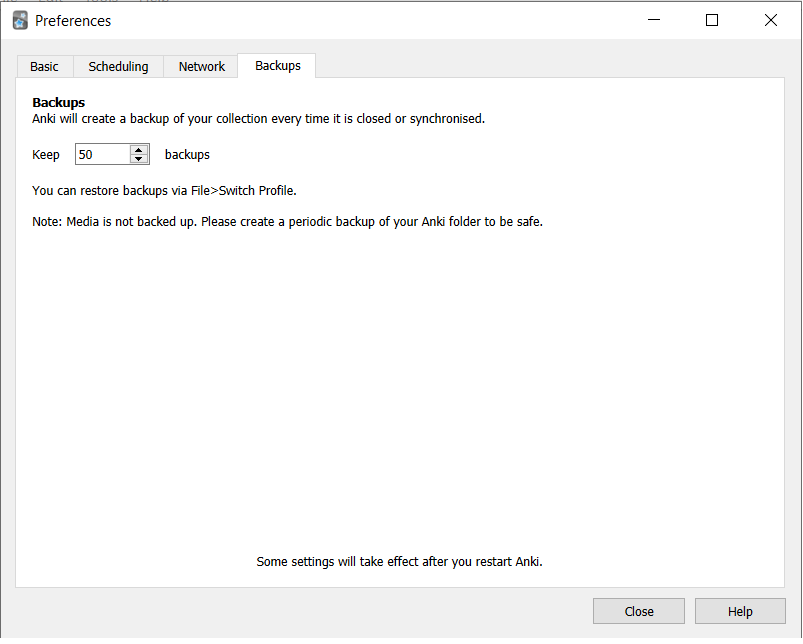 Preferences
Basic Scheduling Network Backups
Backups
Anki will create a backup of your collection every time it is closed or synchronised.
Keep 50 backups
You can restore backups via File>Switch Profile.
Note: Media is not backed up. Please create a periodic backup of your Anki folder to be safe.
Some settings will take effect after you restart Anki.
Close Help